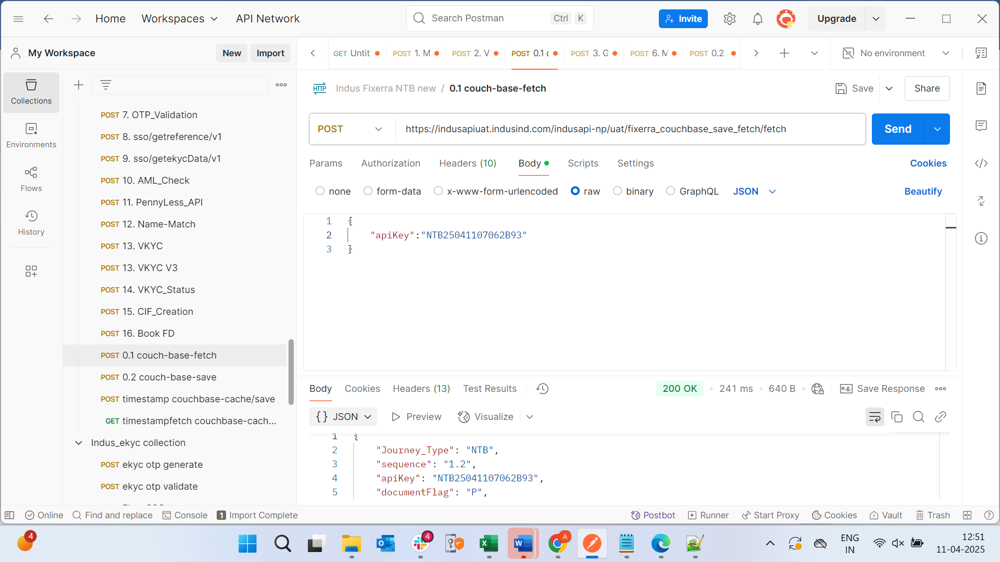 Home
Workspaces
API Network
Search Postman
Ctrl
K
Invite
Upgrade
My Workspace
New
Import
GET Untit
POST 1. M
POST 2. V
POST 0.1 c
POST 3. G
POST 6. M
POST 0.2
No environment
Collections
Environments
Flows
History
POST 7. OTP_Validation
POST 8. sso/getreference/v1
POST 9. sso/getekycData/v1
POST 10. AML_Check
POST 11. PennyLess_API
POST 12. Name-Match
POST 13. VKYC
POST 13. VKYC V3
POST 14. VKYC_Status
POST 15. CIF_Creation
POST 16. Book FD
POST 0.1 couch-base-fetch
POST 0.2 couch-base-save
POST timestamp couchbase-cache/save
GET timestampfetch couchbase-cach...
Indus_ekyc collection
POST ekyc otp generate
POST ekyc otp validate
HTTP
Indus Fixerra NTB new / 0.1 couch-base-fetch
Save
Share
POST
https://indusapiuat.indusind.com/indusapi-np/uat/fixerra_couchbase_save_fetch/fetch
Send
Params
Authorization
Headers (10)
Body
Scripts
Settings
Cookies
none
form-data
x-www-form-urlencoded
raw
binary
GraphQL
JSON
Beautify
1 {
2 "apiKey":"NTB25041107062B93"
3 }
Body
Cookies
Headers (13)
Test Results
200 OK
241 ms
640 B
e.g. Save Response
{} JSON
Preview
Visualize
1 {
2 "Journey_Type": "NTB",
3 "sequence": "1.2",
4 "apiKey": "NTB25041107062B93",
5 "documentFlag": "P",
Online
Find and replace
Console
1 Import Complete
Postbot
Runner
Start Proxy
Cookies
Vault
Trash
4
4
A
ENG
IN
12:51
11-04-2025